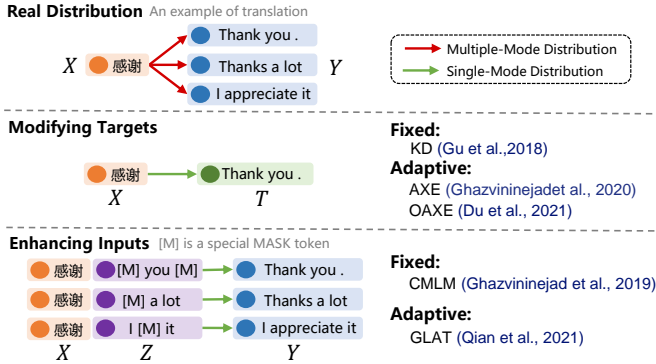 Real Distribution An example of translation
X 感谢
Thank you .
Thanks a lot
I appreciate it
Y
Multiple-Mode Distribution
Single-Mode Distribution
Modifying Targets
感谢 Thank you .
X T
Fixed:
KD (Gu et al.,2018)
Adaptive:
AXE (Ghazvininejadet al., 2020)
OAXE (Du et al., 2021)
Enhancing Inputs [M] is a special MASK token
感谢 [M] you [M] Thank you .
感谢 [M] a lot Thanks a lot
感谢 I [M] it I appreciate it
X Z Y
Fixed:
CMLM (Ghazvininejad et al., 2019)
Adaptive:
GLAT (Qian et al., 2021)